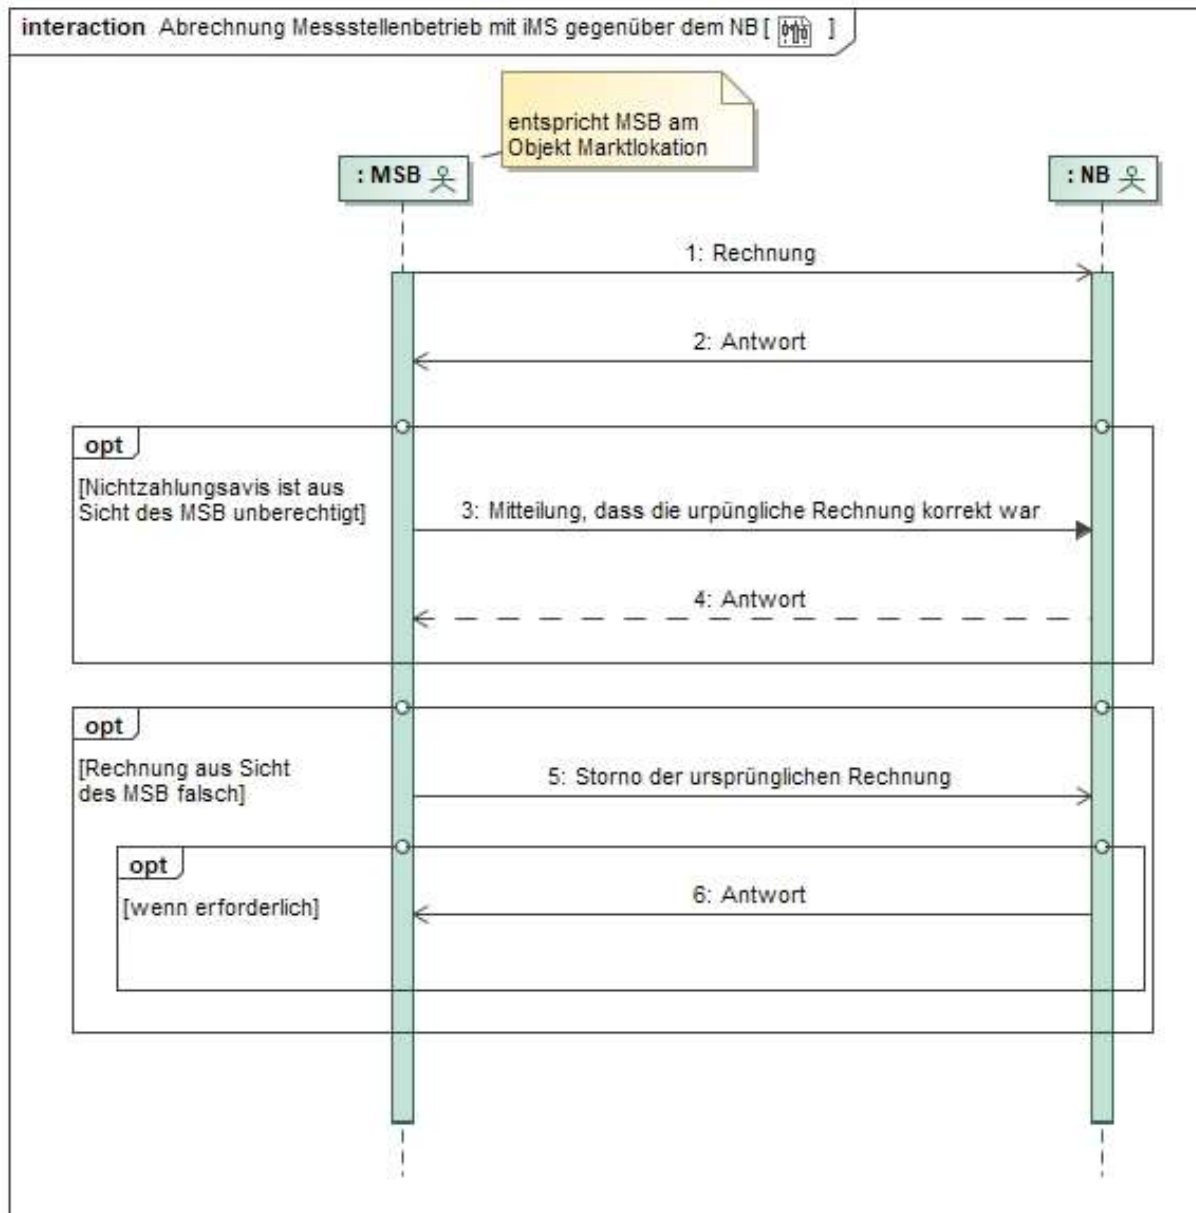 interaction Abrechnung Messstellenbetrieb mit iMS gegenüber dem NB [ ]
entspricht MSB am
Objekt Marktlokation
: MSB
: NB
1: Rechnung
2: Antwort
opt
[Nichtzahlungsavis ist aus
Sicht des MSB unberechtigt]
3: Mitteilung, dass die urpüngliche Rechnung korrekt war
4: Antwort
opt
[Rechnung aus Sicht
des MSB falsch]
5: Storno der ursprünglichen Rechnung
opt
[wenn erforderlich]
6: Antwort